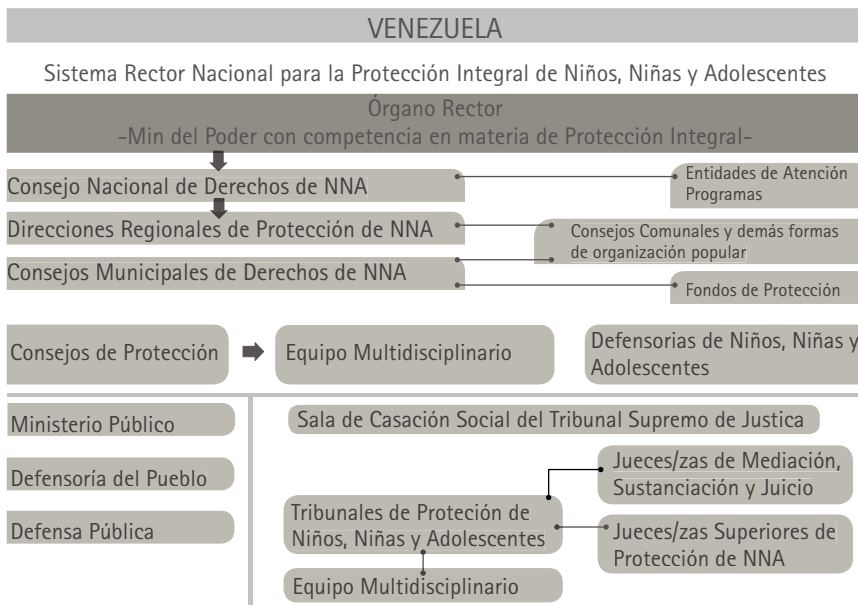 VENEZUELA
Sistema Rector Nacional para la Protección Integral de Niños, Niñas y Adolescentes
Órgano Rector
-Min del Poder con competencia en materia de Protección Integral-
Consejo Nacional de Derechos de NNA
Entidades de Atención
Programas
Direcciones Regionales de Protección de NNA
Consejos Comunales y demás formas
de organización popular
Consejos Municipales de Derechos de NNA
Fondos de Protección
Consejos de Protección
Equipo Multidisciplinario
Defensorias de Niños, Niñas y
Adolescentes
Ministerio Público
Defensoría del Pueblo
Defensa Pública
Sala de Casación Social del Tribunal Supremo de Justica
Tribunales de Proteción de
Niños, Niñas y Adolescentes
Jueces/zas de Mediación,
Sustanciación y Juicio
Jueces/zas Superiores de
Protección de NNA
Equipo Multidisciplinario